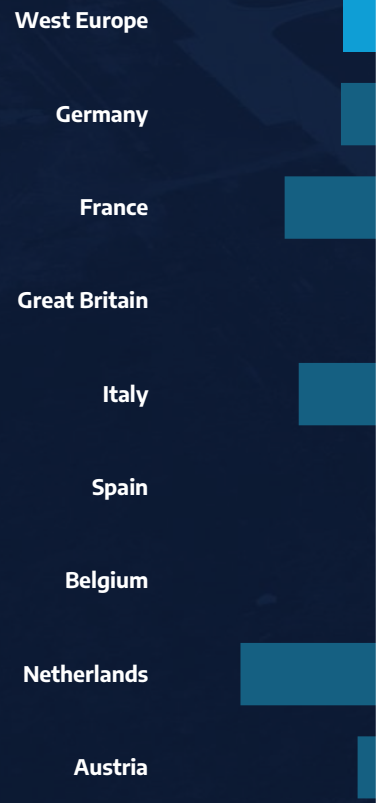 West Europe
Germany
France
Great Britain
Italy
Spain
Belgium
Netherlands
Austria